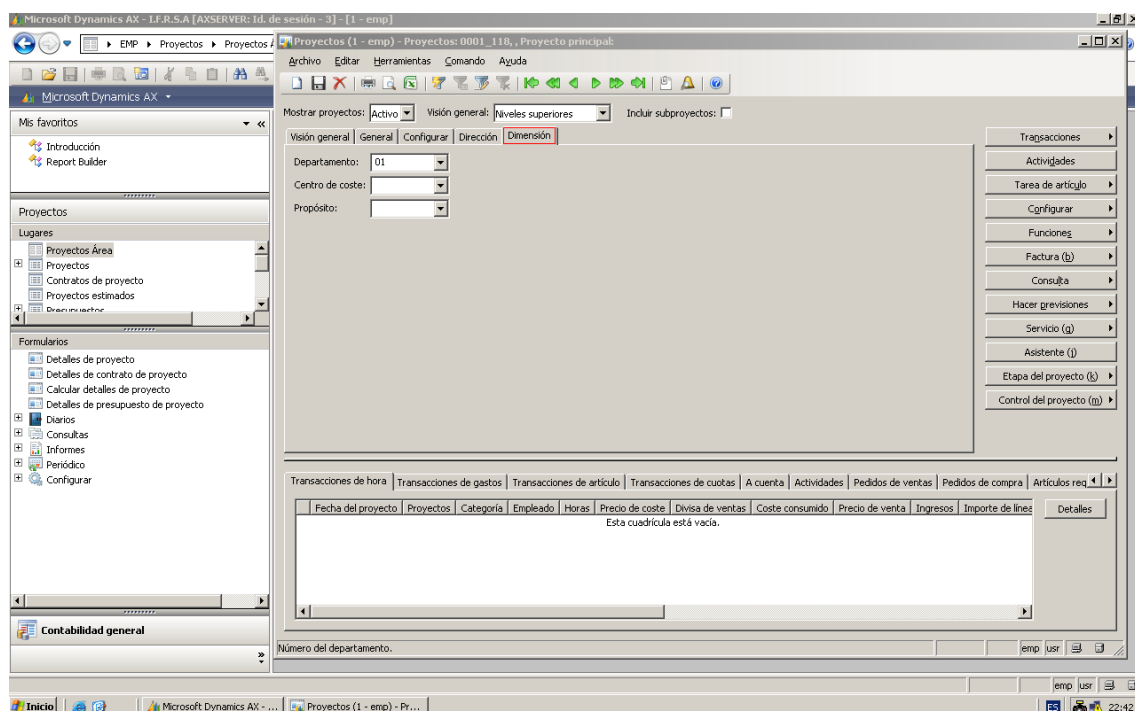 Microsoft Dynamics AX - I.F.R.S.A [AXSERVER: Id. de sesión - 3] - [1 - emp]
EMP Proyectos Proyectos
Microsoft Dynamics AX
Mis favoritos
Introducción
Report Builder
Proyectos
Lugares
Proyectos Área
Proyectos
Contratos de proyecto
Proyectos estimados
Presupuestos
Formularios
Detalles de proyecto
Detalles de contrato de proyecto
Calcular detalles de proyecto
Detalles de presupuesto de proyecto
Diarios
Consultas
Informes
Periódico
Configurar
Contabilidad general
Proyectos (1 - emp) - Proyectos: 0001_118, , Proyecto principal:
Archivo Editar Herramientas Comando Ayuda
Mostrar proyectos: Activo Visión general: Niveles superiores Incluir subproyectos:
Visión general General Configurar Dirección Dimensión
Departamento: 01
Centro de coste:
Propósito:
Transacciones
Actividades
Tarea de artículo
Configurar
Funciones
Factura (b)
Consulta
Hacer previsiones
Servicio (q)
Asistente (j)
Etapa del proyecto (k)
Control del proyecto (m)
Transacciones de hora Transacciones de gastos Transacciones de artículo Transacciones de cuotas A cuenta Actividades Pedidos de ventas Pedidos de compra Artículos req
Fecha del proyecto Proyectos Categoría Empleado Horas Precio de coste Divisa de ventas Coste consumido Precio de venta Ingresos Importe de línea Detalles
Esta cuadrícula está vacía.
Número del departamento. emp usr
emp usr
Inicio Microsoft Dynamics AX - ... Proyectos (1 - emp) - Pr... ES 22:42